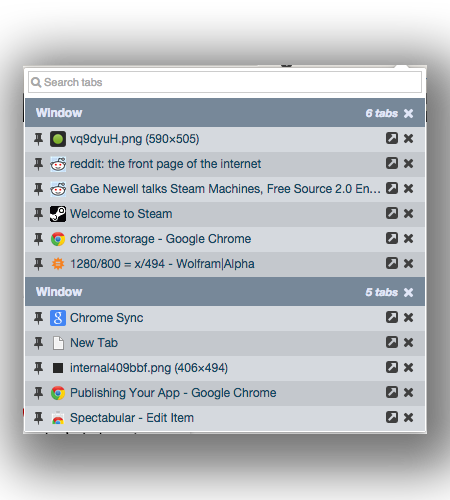 Search tabs
Window 6 tabs
vq9dyuH.png (590×505)
reddit: the front page of the internet
Gabe Newell talks Steam Machines, Free Source 2.0 En...
Welcome to Steam
chrome.storage - Google Chrome
1280/800 = x/494 - Wolfram|Alpha
Window 5 tabs
Chrome Sync
New Tab
internal409bbf.png (406×494)
Publishing Your App - Google Chrome
Spectabular - Edit Item